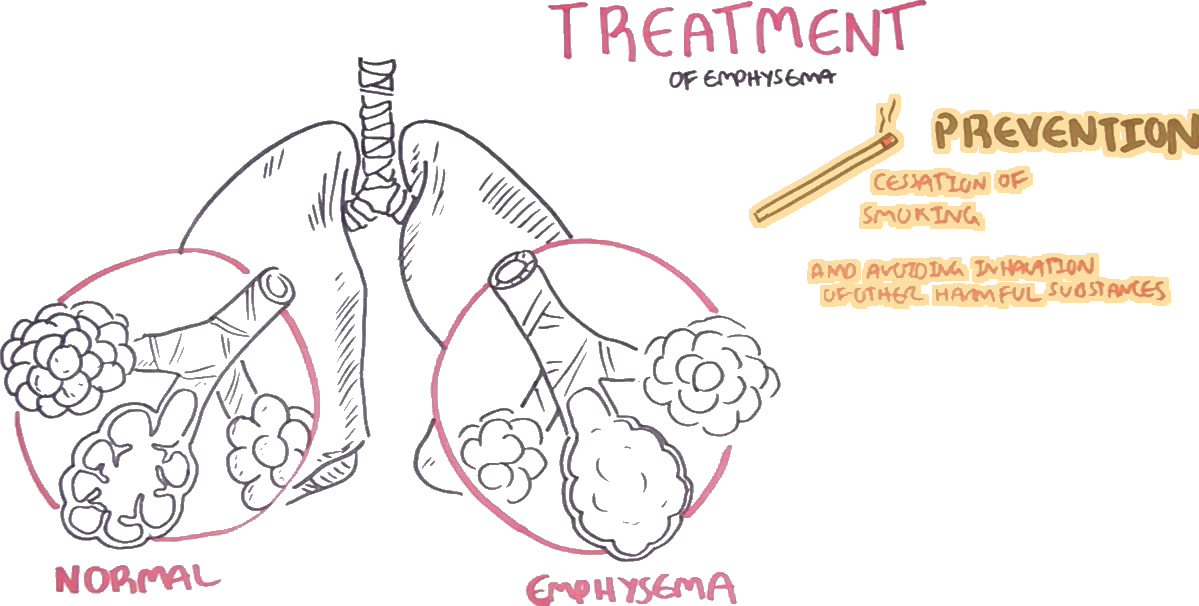 TREATMENT
OF EMPHYSEMA
PREVENTION
CESSATION OF
SMOKING
AND AVOIDING INHALATION
OF OTHER HARMFUL SUBSTANCES
NORMAL
EMPHYSEMA